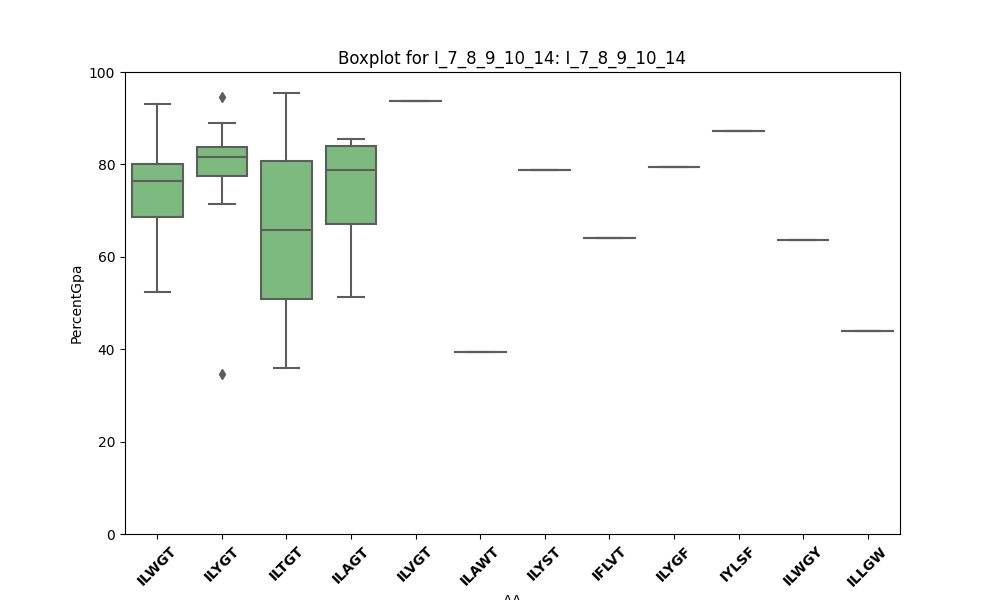 Boxplot for I_7_8_9_10_14: I_7_8_9_10_14
100
80
60
40
20
0
PercentGpa
ILWGT ILYGT ILTGT ILAGT ILVGT ILAWT ILYST IFLVT ILYGF IYLSF ILWGY ILLGW
AA